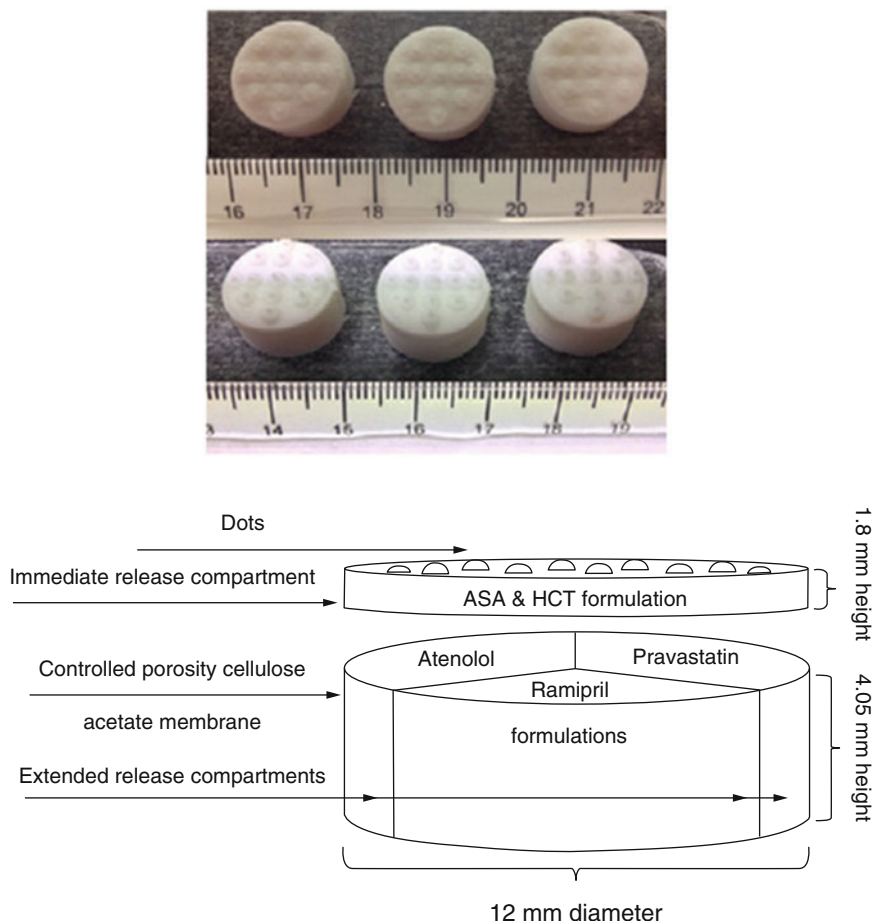 16 17 18 19 20 21 22
14 15 16 17 18 19
Dots
Immediate release compartment
ASA & HCT formulation
1.8 mm height
Controlled porosity cellulose
acetate membrane
Atenolol
Pravastatin
Ramipril
formulations
4.05 mm height
Extended release compartments
12 mm diameter